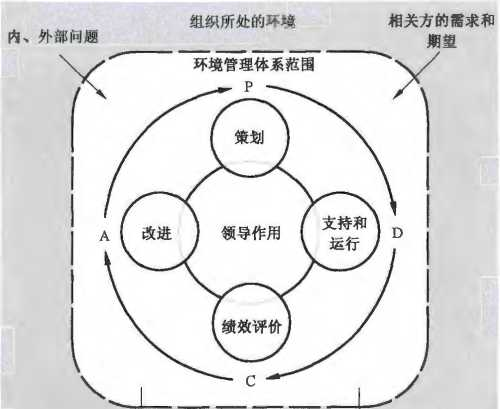 组织所处的环境
相关方的需求和
期望
内、外部问题
环境管理体系范围
P
策划
A
改进
领导作用
支持和
运行
D
绩效评价
C